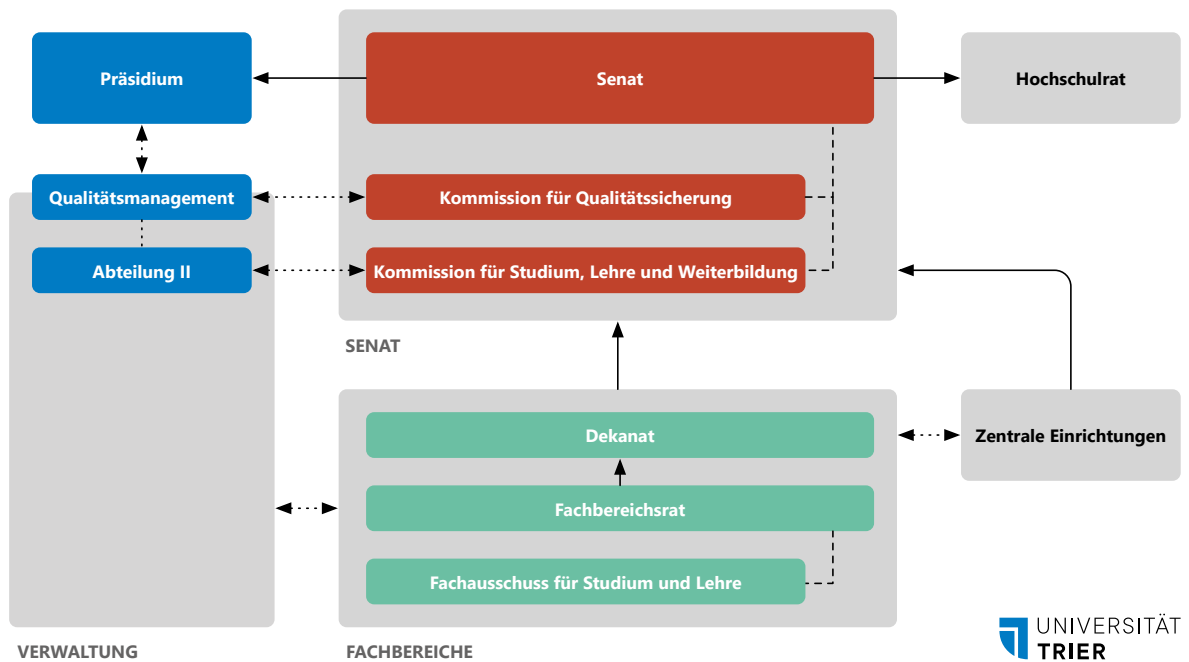 Präsidium
Senat
Hochschulrat
Qualitätsmanagement
Kommission für Qualitätssicherung
Abteilung II
Kommission für Studium, Lehre und Weiterbildung
SENAT
Dekanat
Zentrale Einrichtungen
Fachbereichsrat
Fachausschuss für Studium und Lehre
VERWALTUNG
FACHBEREICHE
UNIVERSITÄT
TRIER